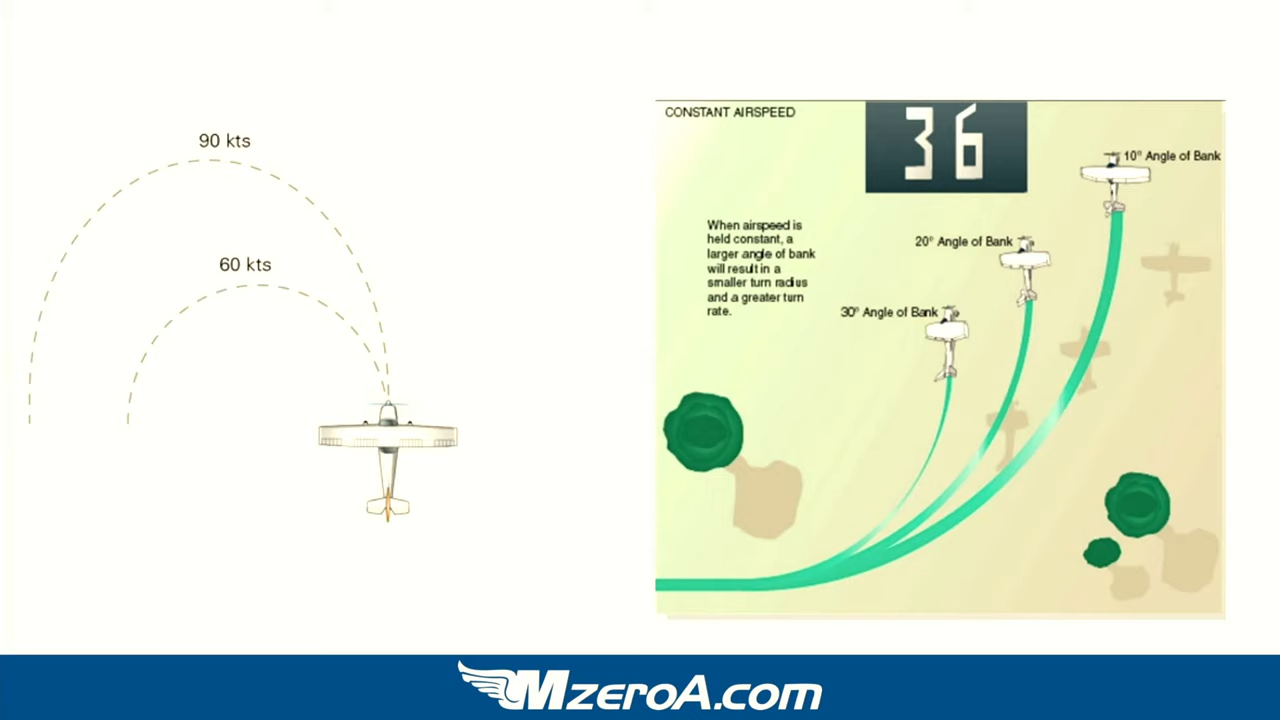 90 kts
60 kts
CONSTANT AIRSPEED
36
10° Angle of Bank
When airspeed is
held constant, a
larger angle of bank
will result in a
smaller turn radius
and a greater turn
rate.
20° Angle of Bank
30° Angle of Bank
MzeroA.com